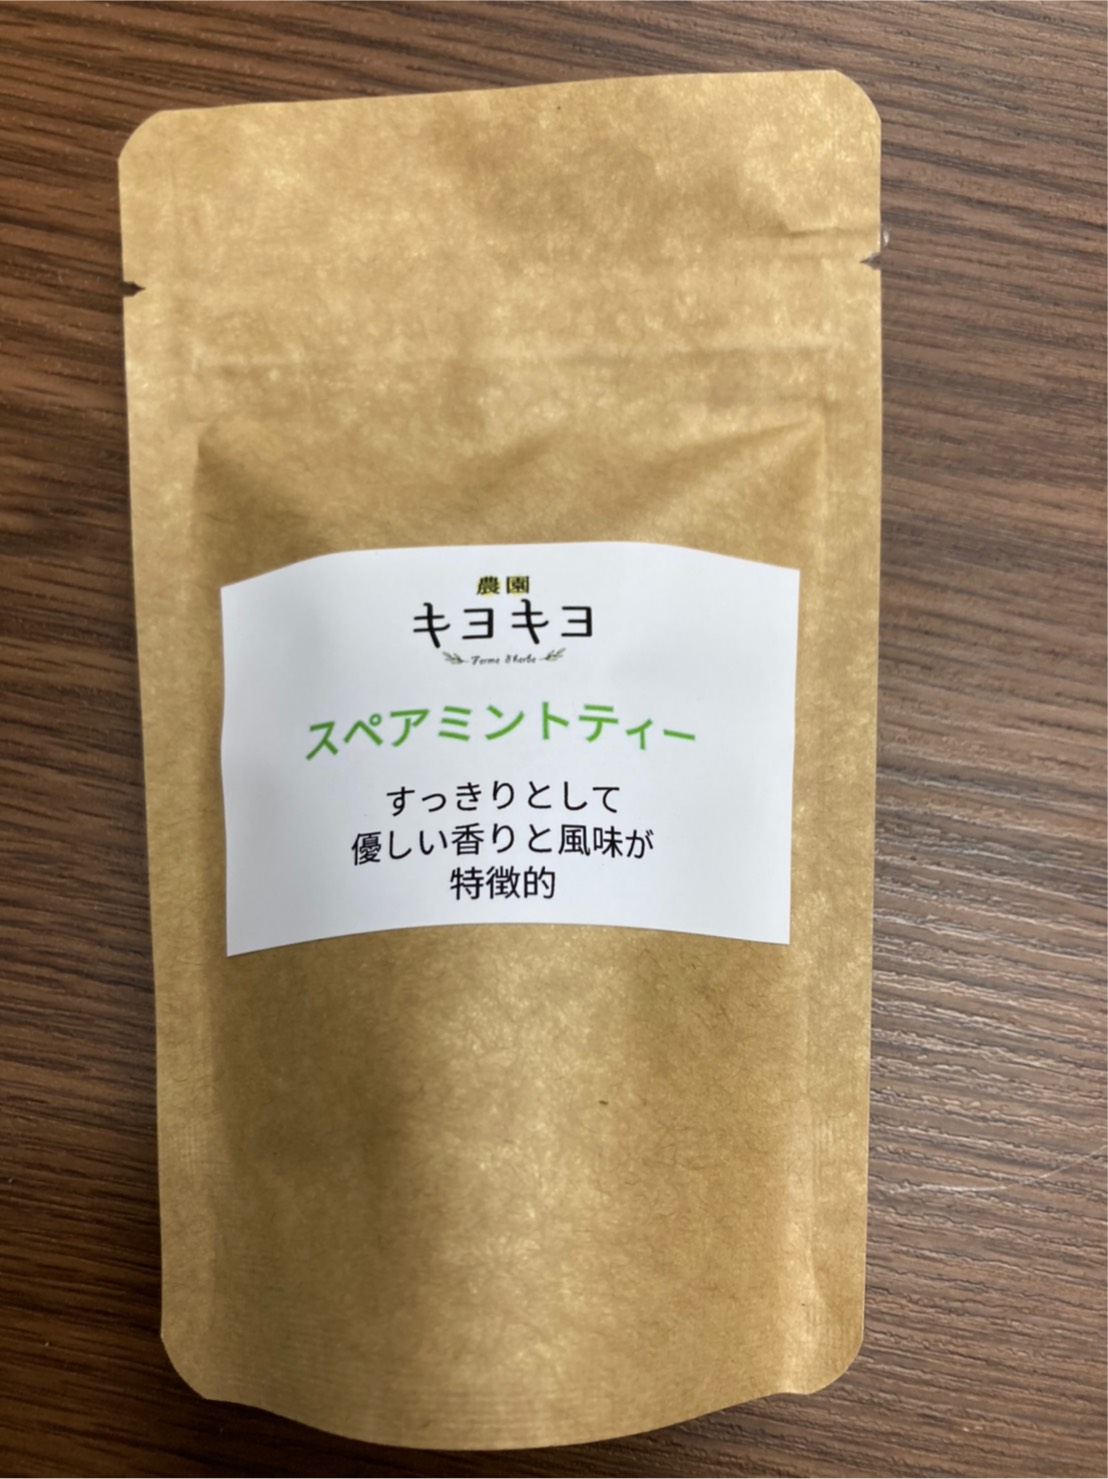 農園
キヨキヨ
Ferme d'herbe
スペアミントティー
すっきりとして
優しい香りと風味が
特徴的